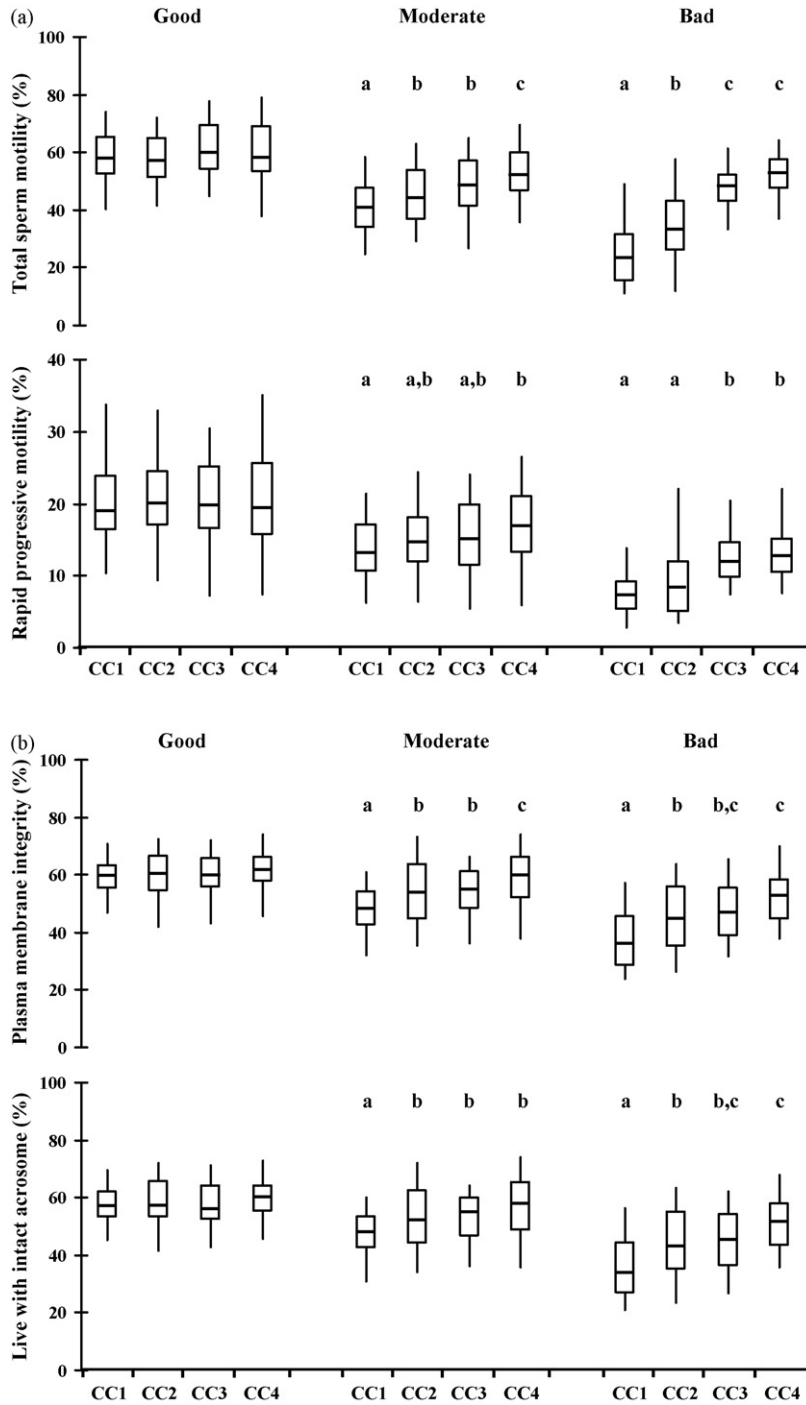 (a)
Good Moderate Bad
Total sperm motility (%)
100
80
60
40
20
0
a b b c a b c c
Rapid progressive motility (%)
40
30
20
10
0
a a,b a,b b a a b b
CC1 CC2 CC3 CC4 CC1 CC2 CC3 CC4 CC1 CC2 CC3 CC4
(b)
Good Moderate Bad
Plasma membrane integrity (%)
100
80
60
40
20
0
a b b c a b b,c c
Live with intact acrosome (%)
100
80
60
40
20
0
a b b b a b b,c c
CC1 CC2 CC3 CC4 CC1 CC2 CC3 CC4 CC1 CC2 CC3 CC4